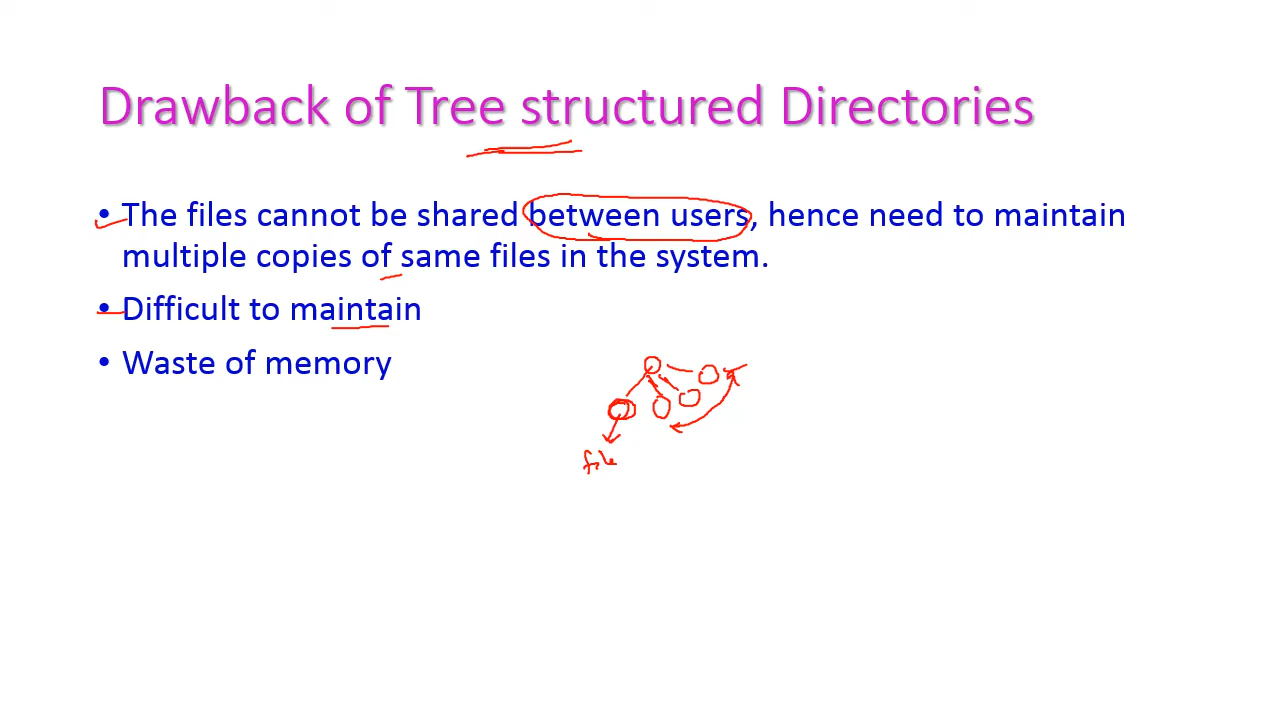 Drawback of Tree structured Directories
• The files cannot be shared between users, hence need to maintain
multiple copies of same files in the system.
• Difficult to maintain
• Waste of memory
file